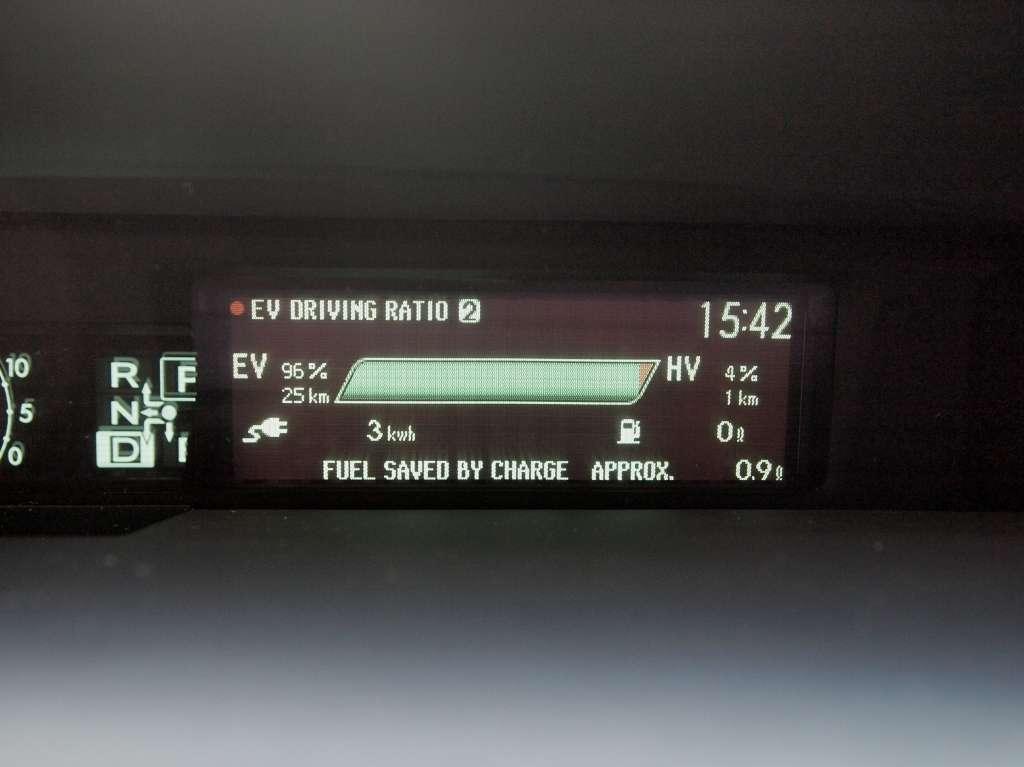 EV DRIVING RATIO 2 15:42
EV 96% HV 4%
25 km 1 km
3 kwh 0ℓ
FUEL SAVED BY CHARGE APPROX. 0.9ℓ
10
5
0
R
N
D